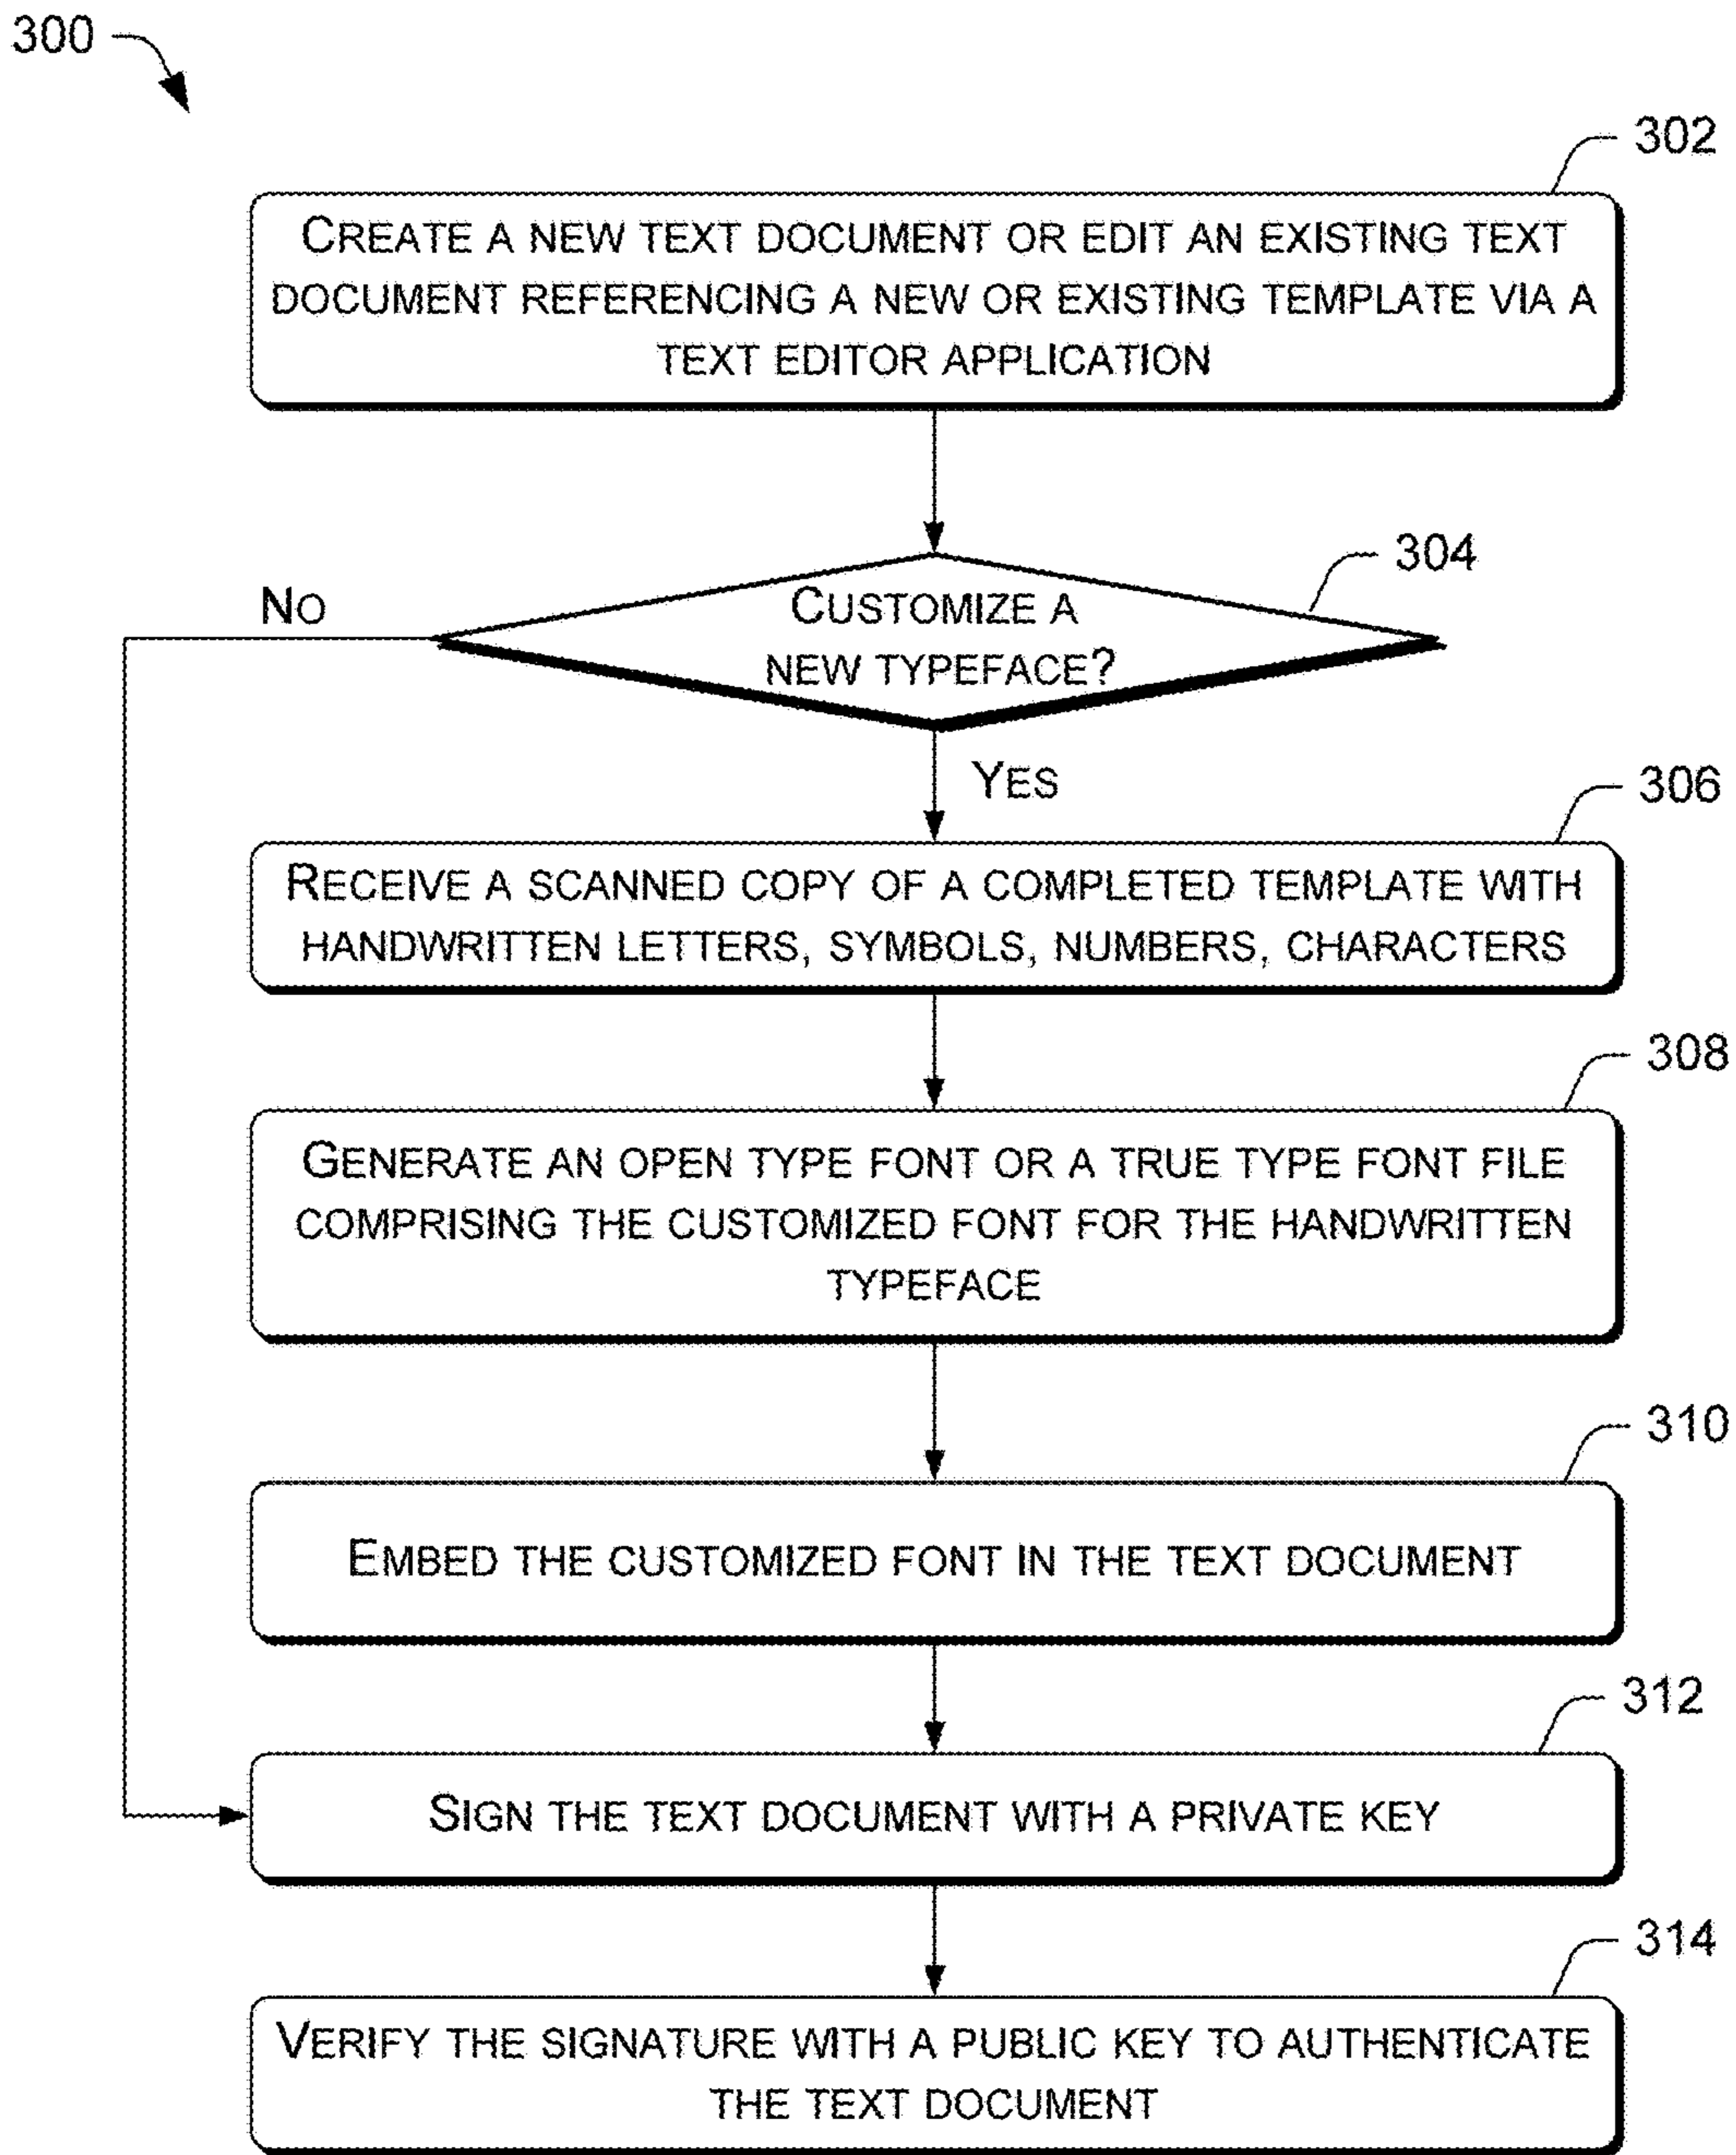 300
302
CREATE A NEW TEXT DOCUMENT OR EDIT AN EXISTING TEXT
DOCUMENT REFERENCING A NEW OR EXISTING TEMPLATE VIA A
TEXT EDITOR APPLICATION
304
NO
CUSTOMIZE A
NEW TYPEFACE?
YES
306
RECEIVE A SCANNED COPY OF A COMPLETED TEMPLATE WITH
HANDWRITTEN LETTERS, SYMBOLS, NUMBERS, CHARACTERS
308
GENERATE AN OPEN TYPE FONT OR A TRUE TYPE FONT FILE
COMPRISING THE CUSTOMIZED FONT FOR THE HANDWRITTEN
TYPEFACE
310
EMBED THE CUSTOMIZED FONT IN THE TEXT DOCUMENT
312
SIGN THE TEXT DOCUMENT WITH A PRIVATE KEY
314
VERIFY THE SIGNATURE WITH A PUBLIC KEY TO AUTHENTICATE
THE TEXT DOCUMENT